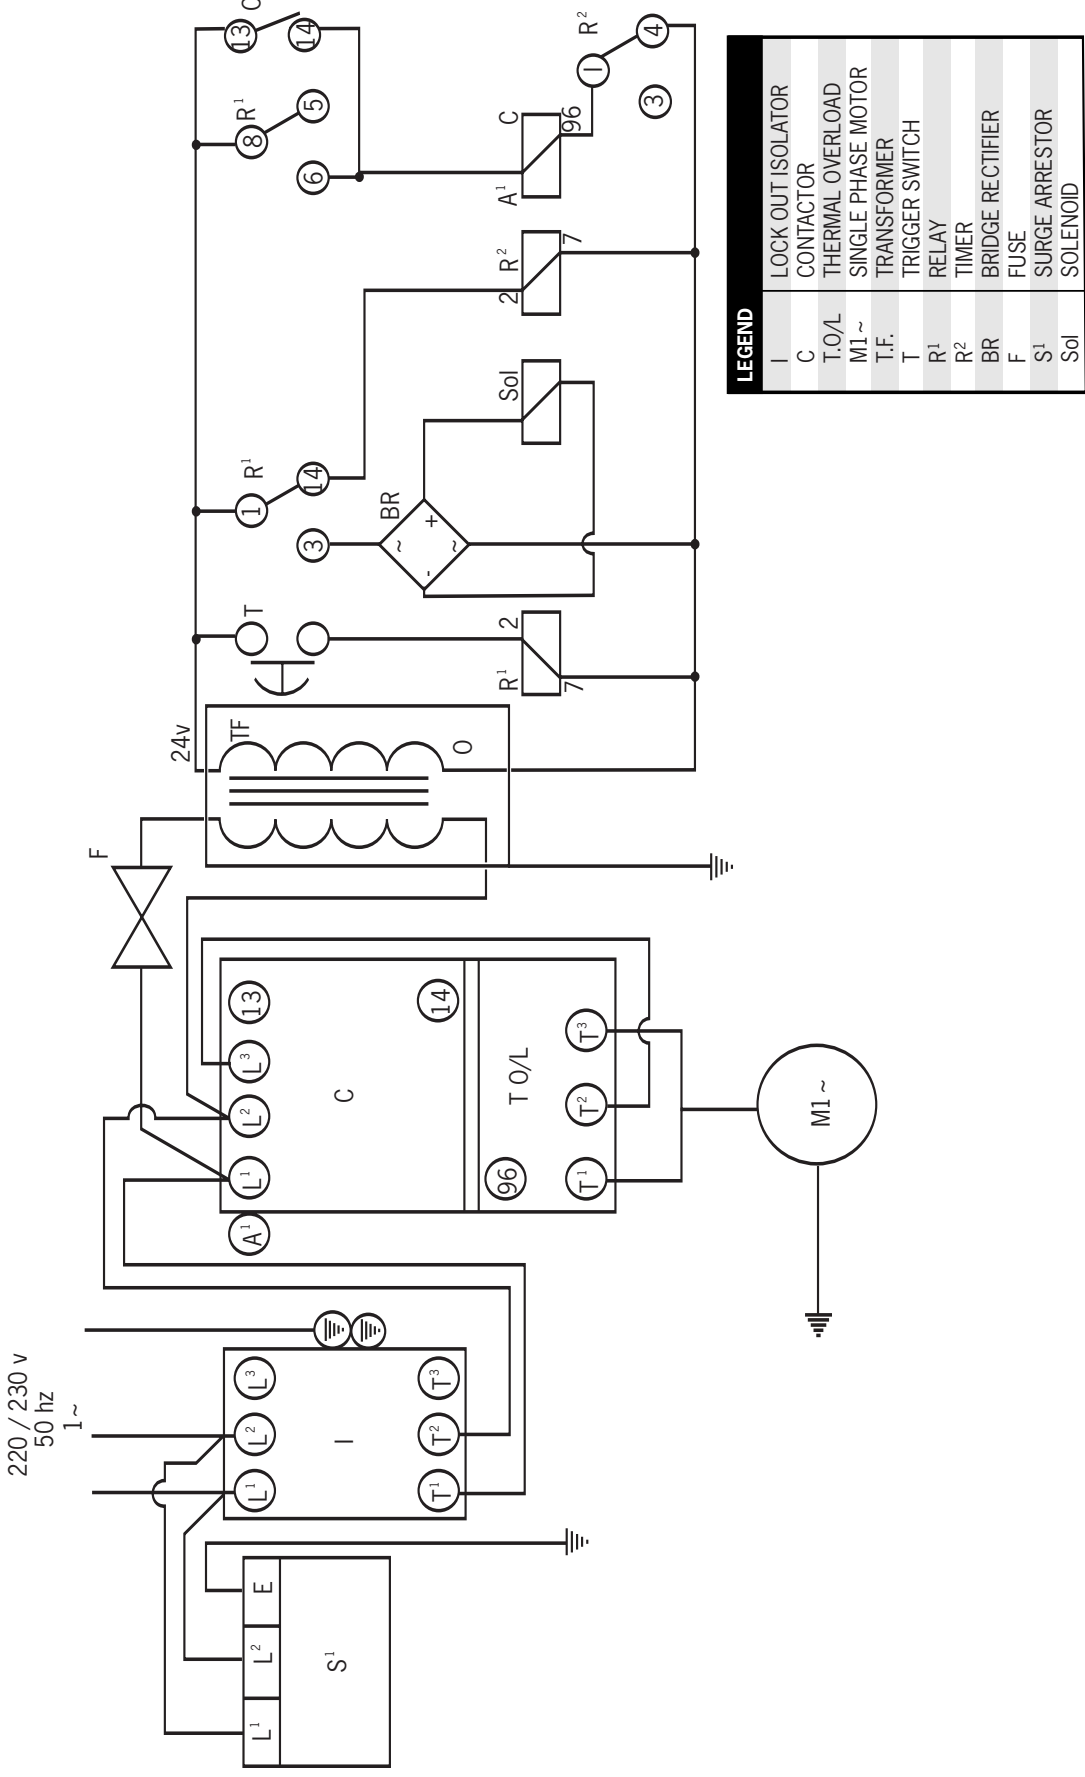 220 / 230 v
50 hz
1 ~
L¹
L²
E
S¹
L¹
L²
L³
I
T¹
T²
T³
A¹
L¹
L²
L³
13
C
14
96
T O/L
T¹
T²
T³
M1 ~
F
24v
TF
O
T
R¹
2
7
3
1
R¹
14
BR
~
+
-
~
Sol
2
R²
7
6
8
R¹
5
13
14
C
A¹
C
96
I
R²
4
3
LEGEND
I LOCK OUT ISOLATOR
C CONTACTOR
T.O/L THERMAL OVERLOAD
M1 ~ SINGLE PHASE MOTOR
T.F. TRANSFORMER
T TRIGGER SWITCH
R¹ RELAY
R² TIMER
BR BRIDGE RECTIFIER
F FUSE
S¹ SURGE ARRESTOR
Sol SOLENOID